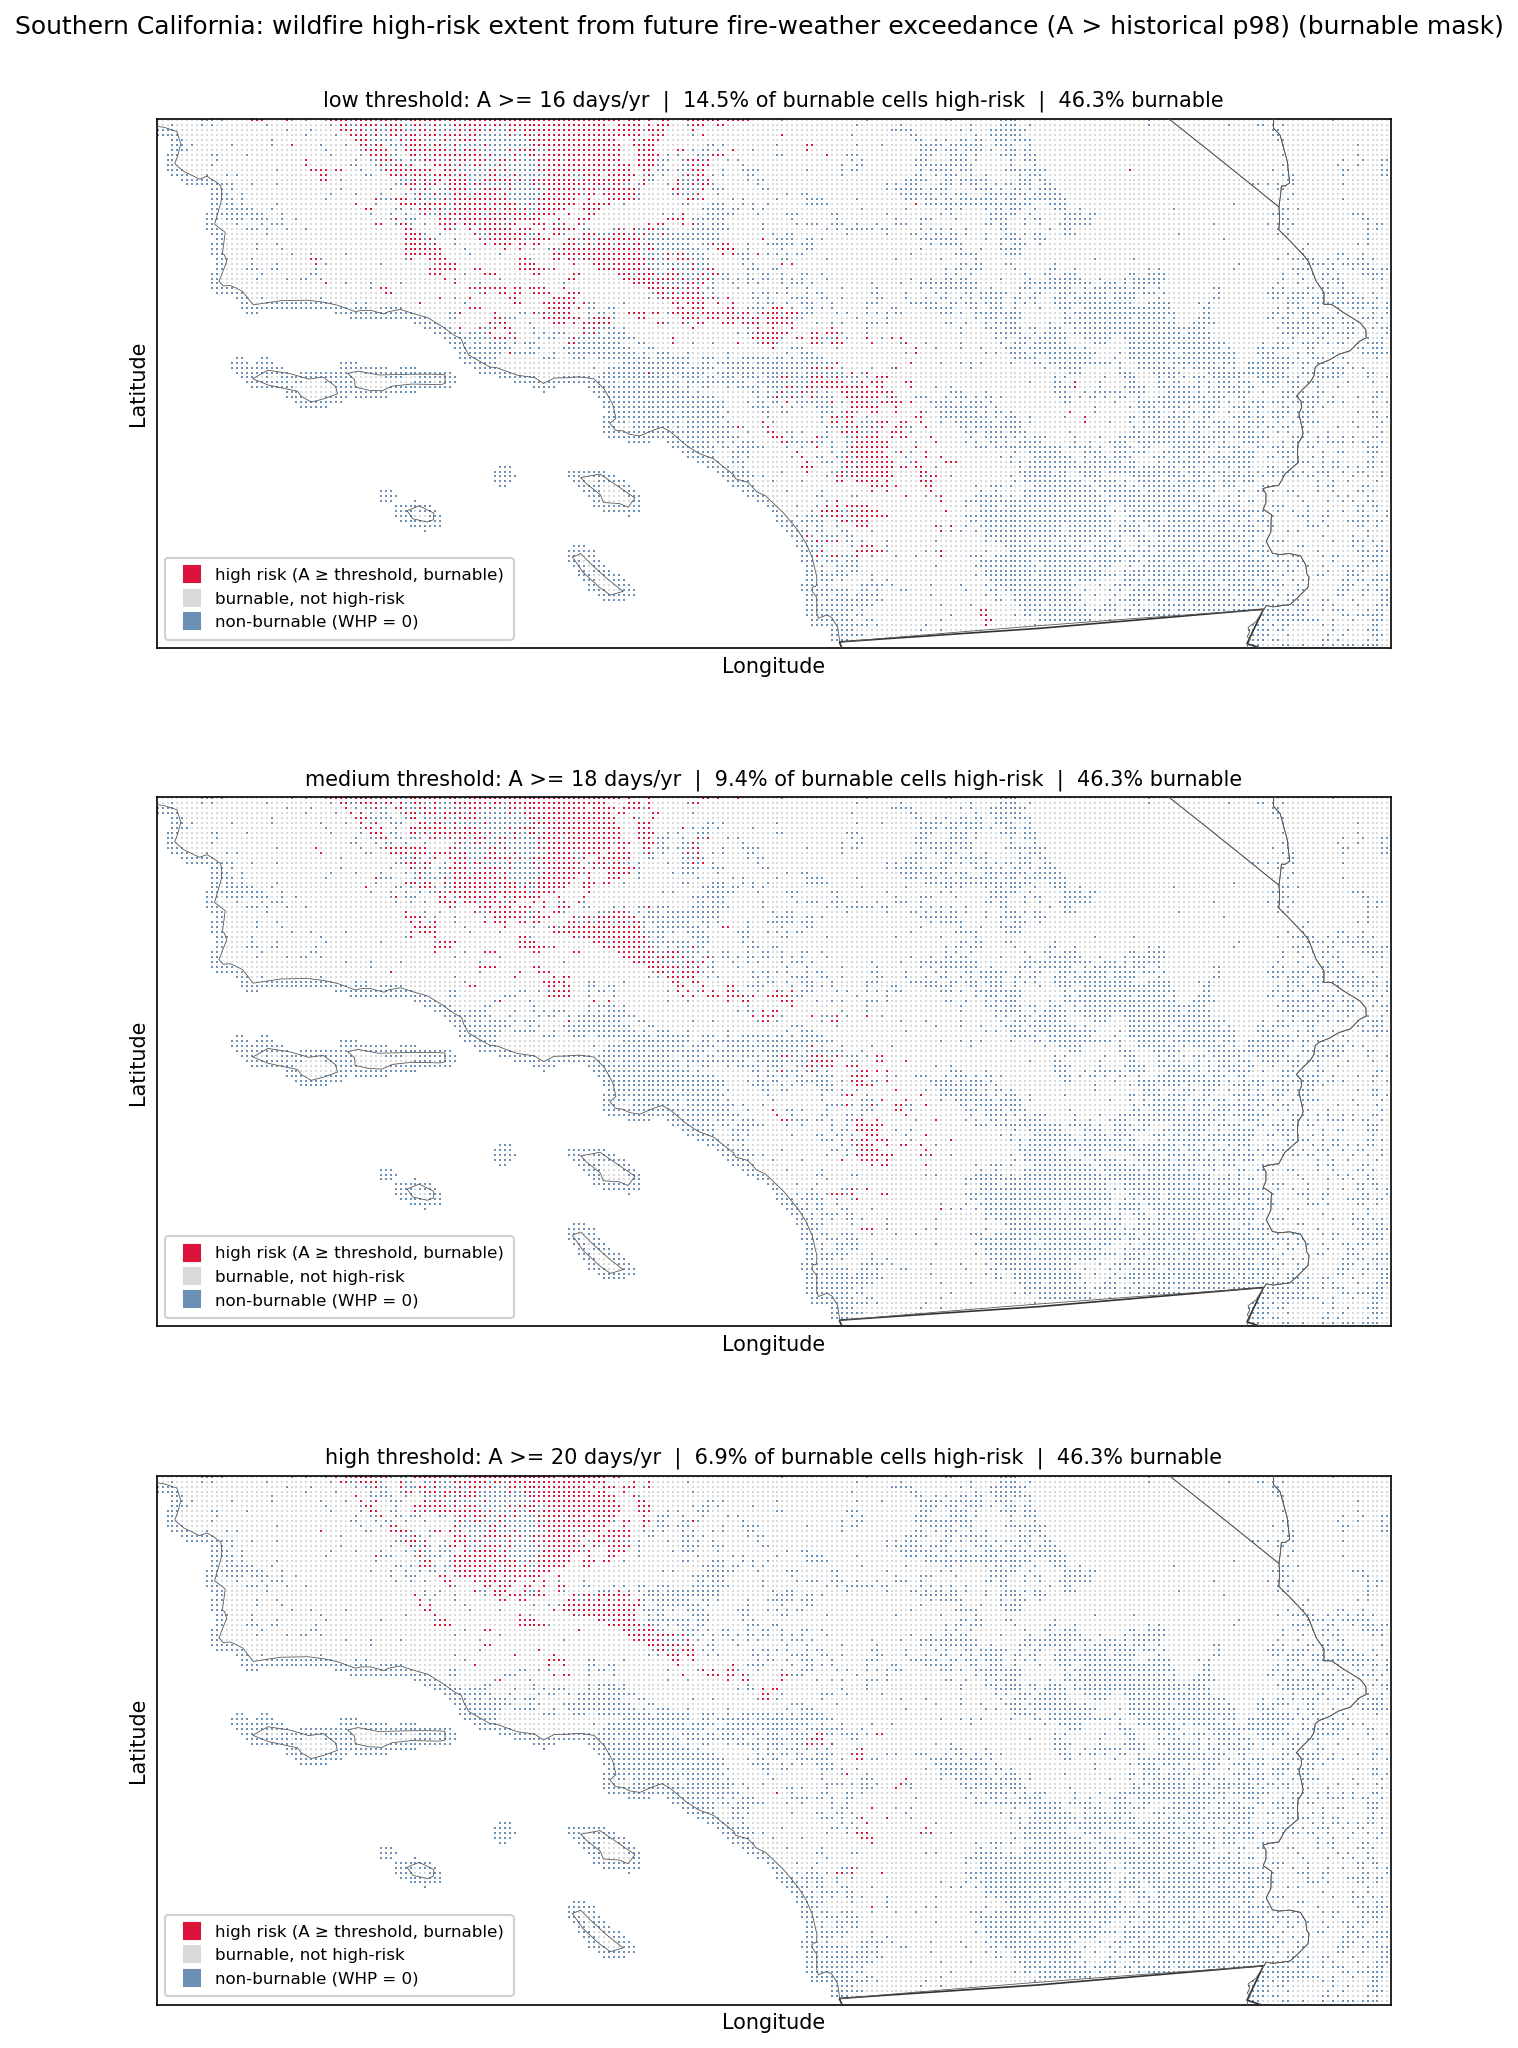 Southern California: wildfire high-risk extent from future fire-weather exceedance (A > historical p98) (burnable mask)
low threshold: A >= 16 days/yr | 14.5% of burnable cells high-risk | 46.3% burnable
Latitude
high risk (A ≥ threshold, burnable)
burnable, not high-risk
non-burnable (WHP = 0)
Longitude
medium threshold: A >= 18 days/yr | 9.4% of burnable cells high-risk | 46.3% burnable
Latitude
high risk (A ≥ threshold, burnable)
burnable, not high-risk
non-burnable (WHP = 0)
Longitude
high threshold: A >= 20 days/yr | 6.9% of burnable cells high-risk | 46.3% burnable
Latitude
high risk (A ≥ threshold, burnable)
burnable, not high-risk
non-burnable (WHP = 0)
Longitude